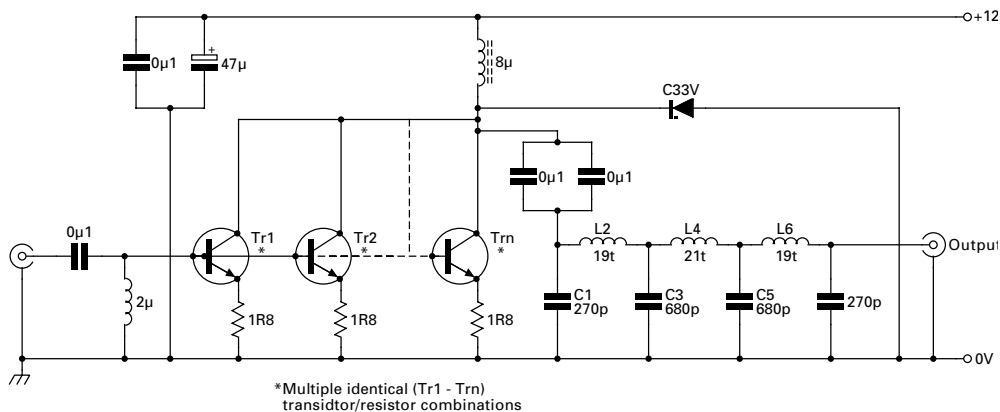 +12
0µ1
+
47µ
8µ
C33V
0µ1
0µ1
0µ1
Tr1
*
Tr2
*
Trn
*
L2
19t
L4
21t
L6
19t
Output
2µ
1R8
1R8
1R8
C1
270p
C3
680p
C5
680p
270p
0V
*Multiple identical (Tr1 - Trn)
transidtor/resistor combinations